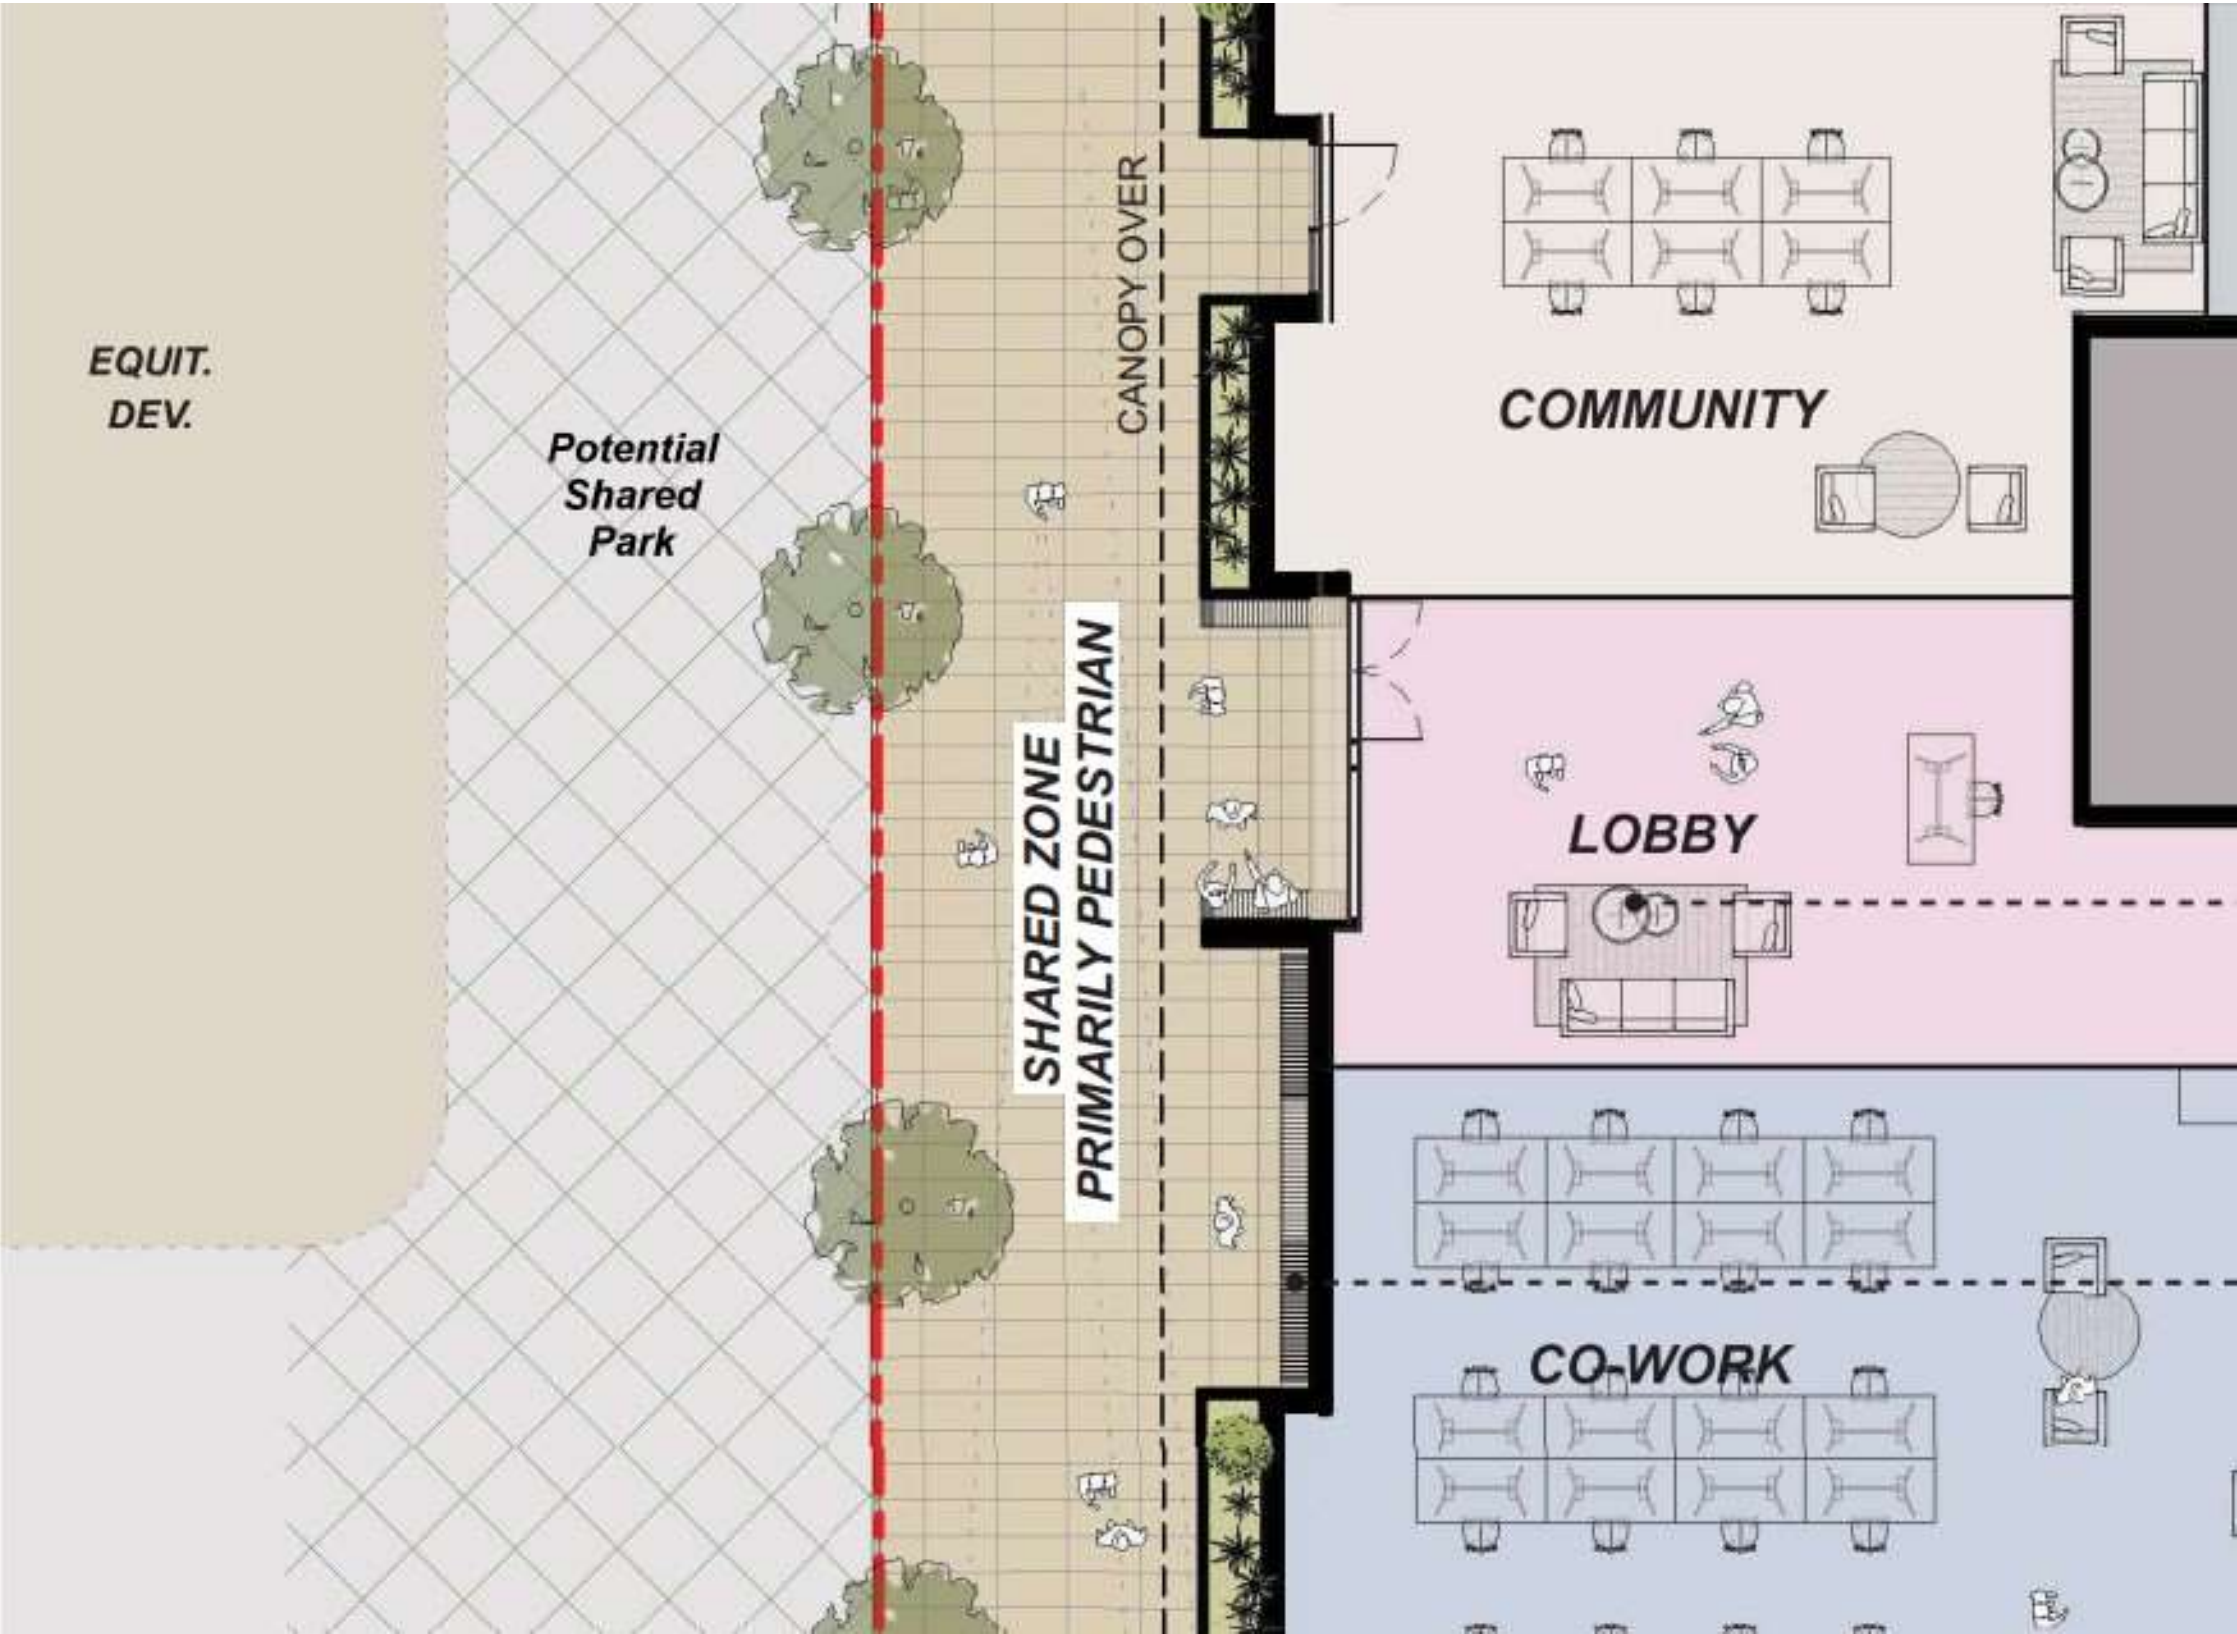 EQUIT.
DEV.
Potential
Shared
Park
CANOPY OVER
SHARED ZONE
PRIMARILY PEDESTRIAN
COMMUNITY
LOBBY
CO-WORK